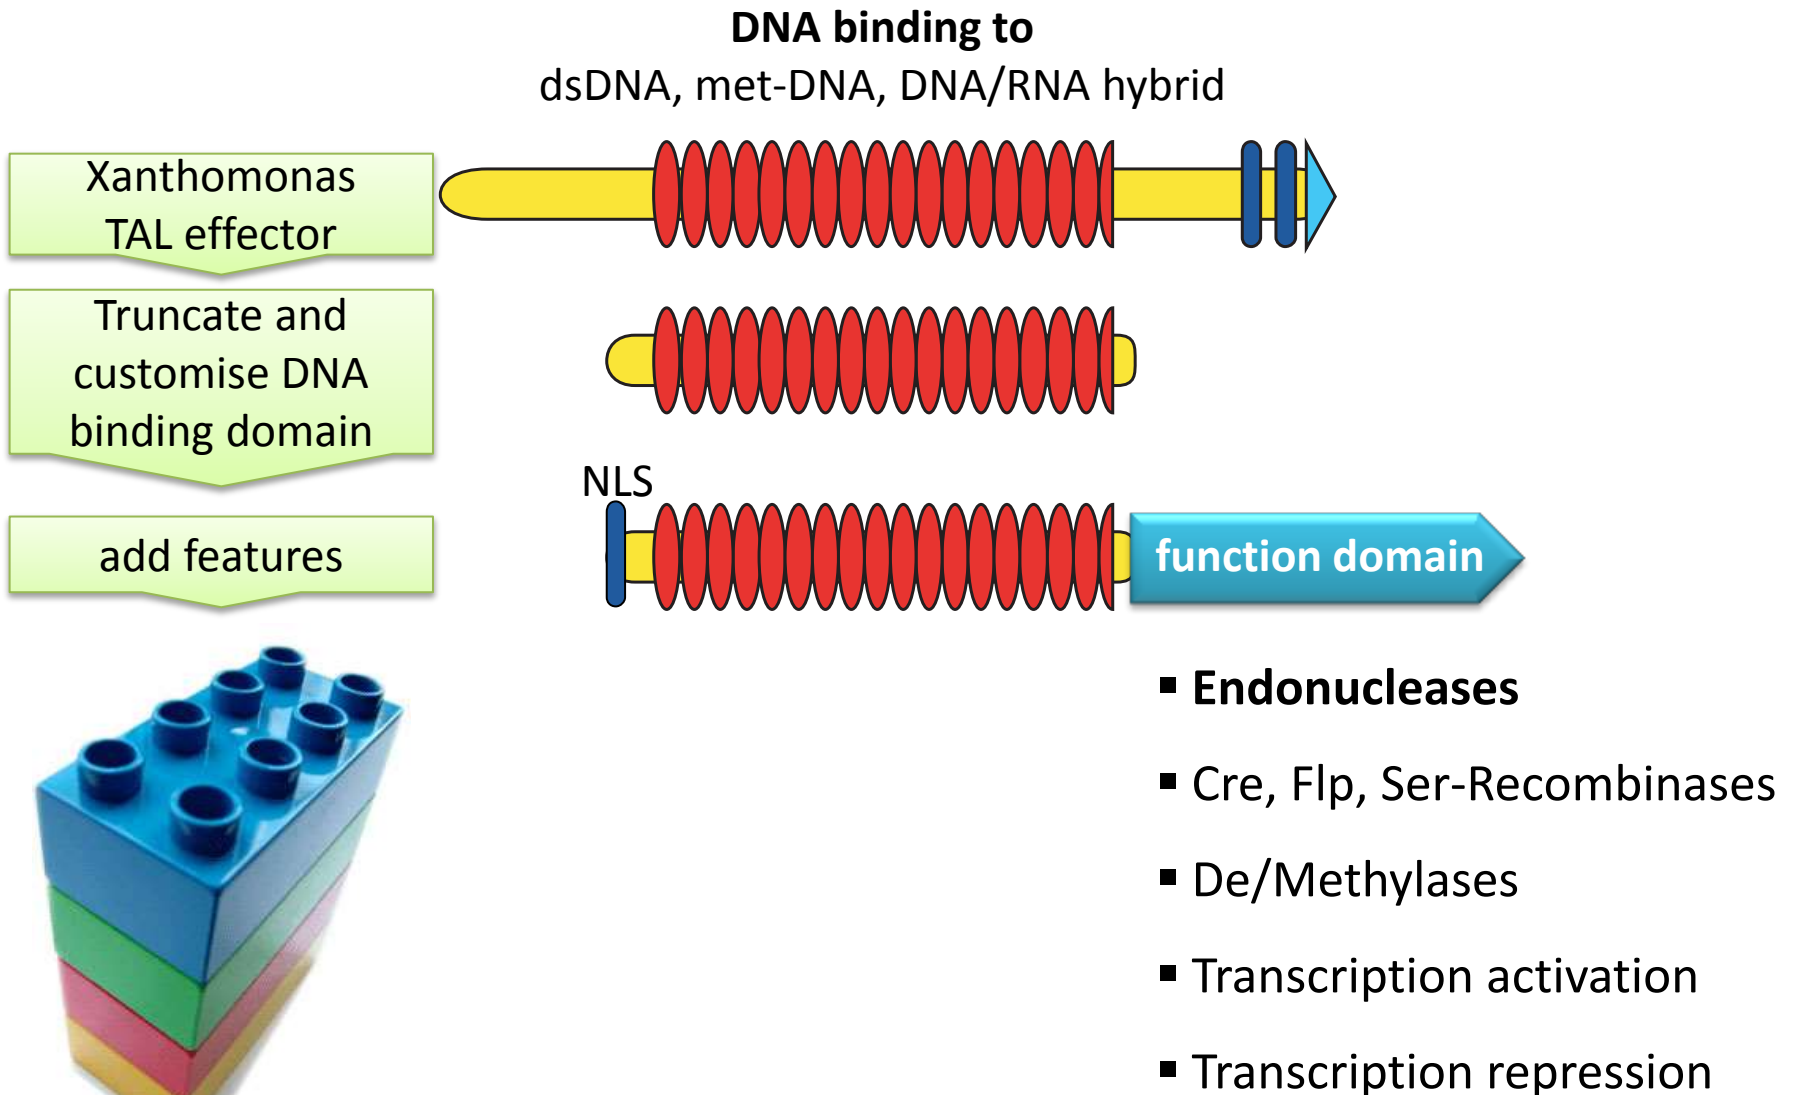 DNA binding to
dsDNA, met-DNA, DNA/RNA hybrid
Xanthomonas
TAL effector
Truncate and
customise DNA
binding domain
NLS
add features
function domain
▪ Endonucleases
▪ Cre, Flp, Ser-Recombinases
▪ De/Methylases
▪ Transcription activation
▪ Transcription repression